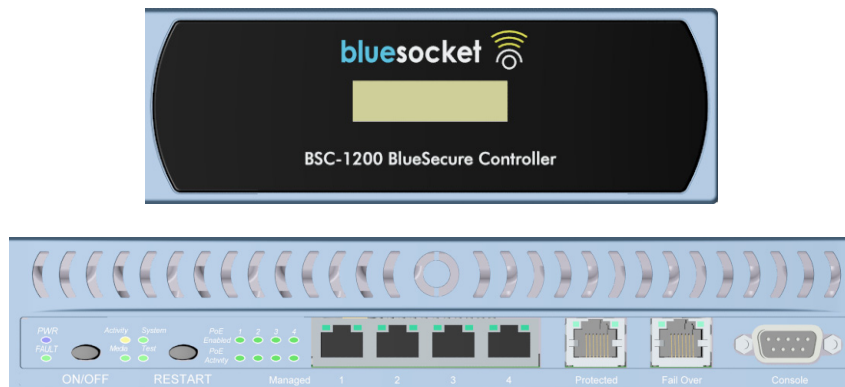 bluesocket
BSC-1200 BlueSecure Controller
PWR
Activity System
PoE Enabled 1 2 3 4
FAULT
Media Test
PoE Activity
ON/OFF RESTART Managed 1 2 3 4 Protected Fail Over Console